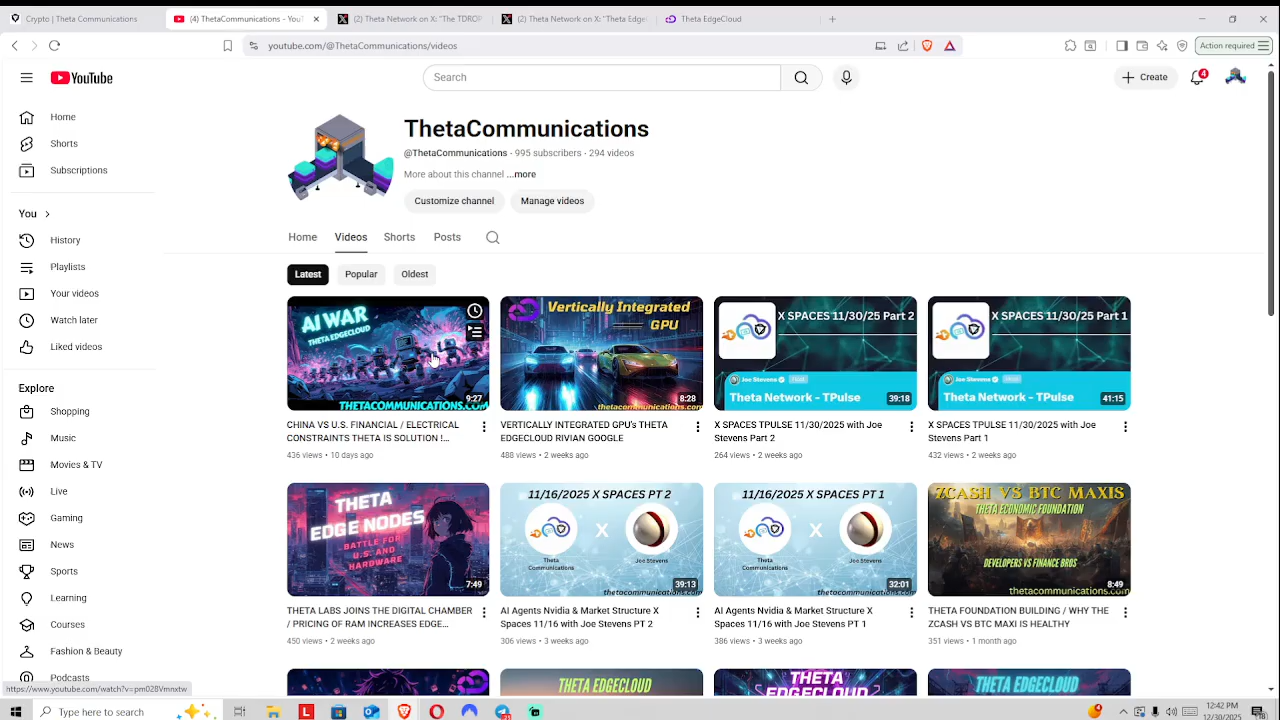 Crypto | Theta Communications
(4) ThetaCommunications - You
(2) Theta Network on X: "The TDROP
(2) Theta Network on X: "Theta Edge
Theta EdgeCloud
youtube.com/@ThetaCommunications/videos
Action required
YouTube
Search
Create
4
Home
Shorts
Subscriptions
You
History
Playlists
Your videos
Watch later
Liked videos
Explore
Shopping
Music
Movies & TV
Live
Gaming
News
Sports
Learning
Courses
Fashion & Beauty
Podcasts
ThetaCommunications
@ThetaCommunications · 995 subscribers · 294 videos
More about this channel ...more
Customize channel
Manage videos
Home Videos Shorts Posts
Latest Popular Oldest
AI WAR
THETA EDGECLOUD
9:27
THETACOMMUNICATIONS.COM
CHINA VS U.S. FINANCIAL / ELECTRICAL
CONSTRAINTS THETA IS SOLUTION !...
436 views · 10 days ago
Vertically Integrated
GPU
8:28
thetacommunications.com
VERTICALLY INTEGRATED GPU's THETA
EDGECLOUD RIVIAN GOOGLE
488 views · 2 weeks ago
X SPACES 11/30/25 Part 2
Joe Stevens Host
Theta Network - TPulse
39:18
X SPACES TPULSE 11/30/2025 with Joe
Stevens Part 2
264 views · 2 weeks ago
X SPACES 11/30/25 Part 1
Joe Stevens Host
Theta Network - TPulse
41:15
X SPACES TPULSE 11/30/2025 with Joe
Stevens Part 1
432 views · 2 weeks ago
THETA
EDGE NODES
BATTLE FOR
U.S. AND
HARDWARE
7:49
THETA LABS JOINS THE DIGITAL CHAMBER
/ PRICING OF RAM INCREASES EDGE...
450 views · 2 weeks ago
11/16/2025 X SPACES PT 2
Theta
Communications
X
Joe Stevens
39:13
AI Agents Nvidia & Market Structure X
Spaces 11/16 with Joe Stevens PT 2
306 views · 3 weeks ago
11/16/2025 X SPACES PT 1
Theta
Communications
X
Joe Stevens
32:01
AI Agents Nvidia & Market Structure X
Spaces 11/16 with Joe Stevens PT 1
386 views · 3 weeks ago
ZCASH VS BTC MAXIS
THETA ECONOMIC FOUNDATION
DEVELOPERS VS FINANCE BROS
8:49
thetacommunications.com
THETA FOUNDATION BUILDING / WHY THE
ZCASH VS BTC MAXI IS HEALTHY
351 views · 1 month ago
THETA EDGECLOUD
THETA
EDGECLOUD
THETA EDGECLOUD
https://www.youtube.com/watch?v=pm028Vmnxtw
Type here to search
12:42 PM
12/30/2025